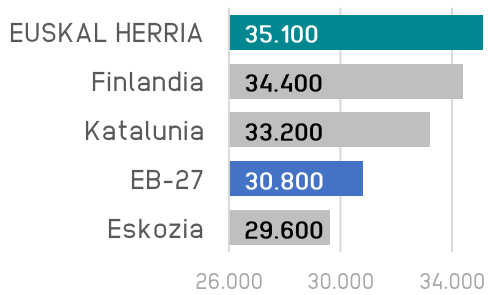 EUSKAL HERRIA 35.100
Finlandia 34.400
Katalunia 33.200
EB-27 30.800
Eskozia 29.600
26.000 30.000 34.000